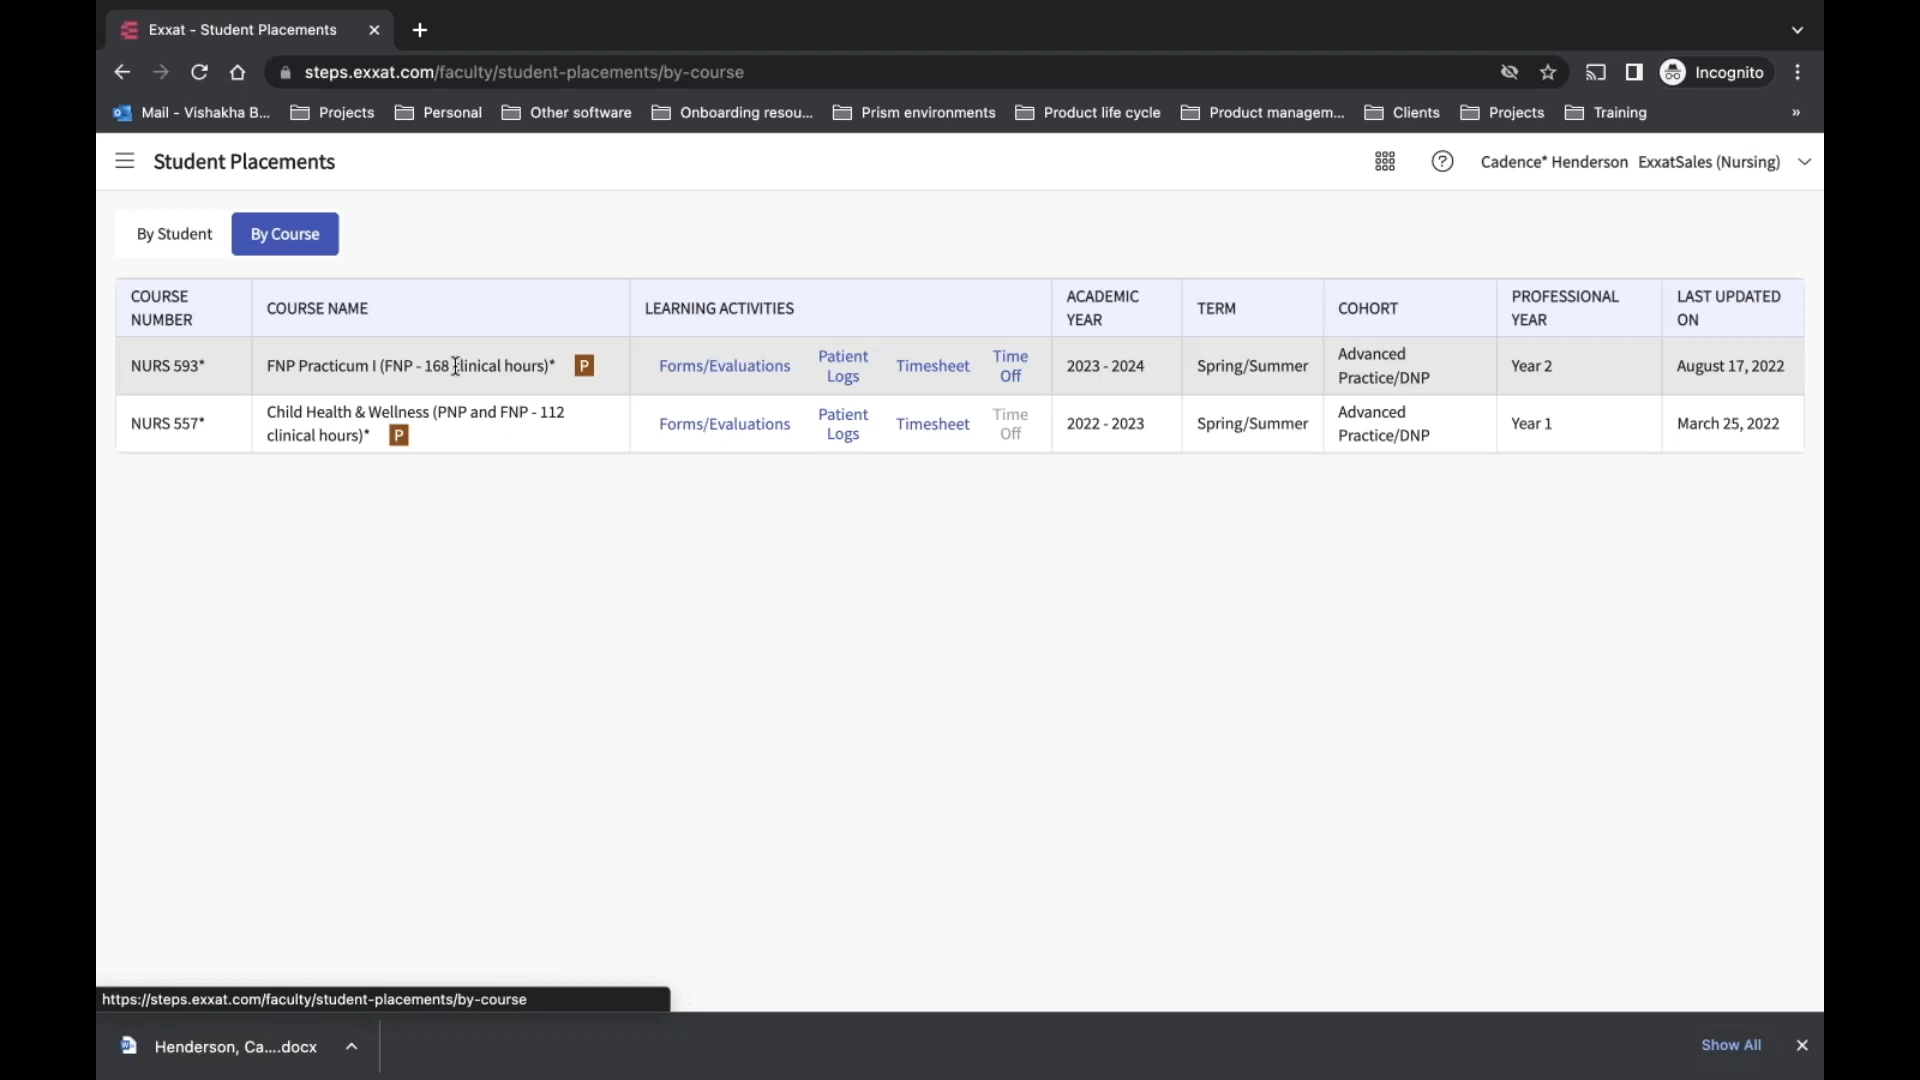 Exxat - Student Placements
steps.exxat.com/faculty/student-placements/by-course
Incognito
Mail - Vishakha B...
Projects
Personal
Other software
Onboarding resou...
Prism environments
Product life cycle
Product managem...
Clients
Projects
Training
»
Student Placements
Cadence* Henderson ExxatSales (Nursing)
By Student
By Course
COURSE NUMBER
COURSE NAME
LEARNING ACTIVITIES
ACADEMIC YEAR
TERM
COHORT
PROFESSIONAL YEAR
LAST UPDATED ON
NURS 593*
FNP Practicum I (FNP - 168 clinical hours)* P
Forms/Evaluations
Patient Logs
Timesheet
Time Off
2023 - 2024
Spring/Summer
Advanced Practice/DNP
Year 2
August 17, 2022
NURS 557*
Child Health & Wellness (PNP and FNP - 112
clinical hours)* P
Forms/Evaluations
Patient Logs
Timesheet
Time Off
2022 - 2023
Spring/Summer
Advanced Practice/DNP
Year 1
March 25, 2022
https://steps.exxat.com/faculty/student-placements/by-course
Henderson, Ca....docx
Show All